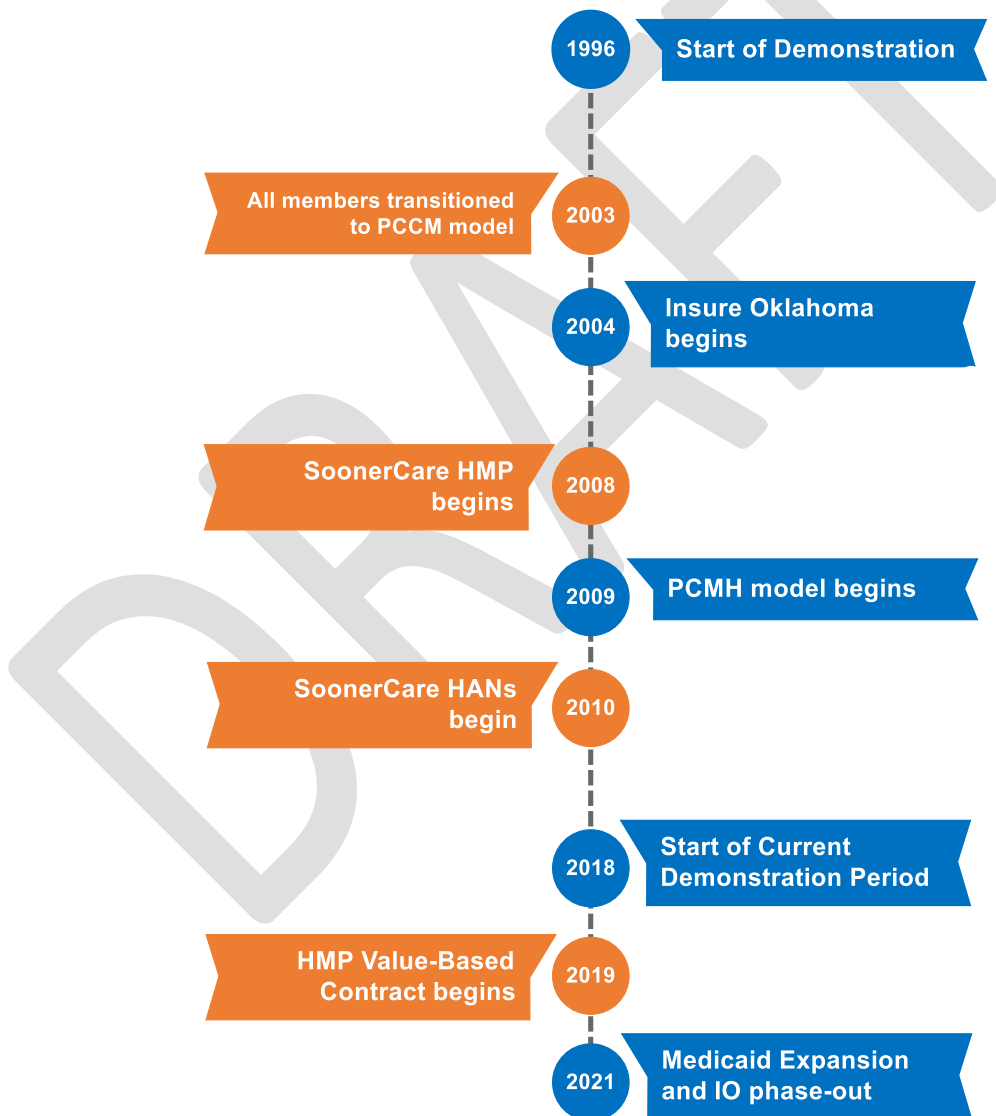 1996
Start of Demonstration
All members transitioned
to PCCM model
2003
2004
Insure Oklahoma
begins
SoonerCare HMP
begins
2008
2009
PCMH model begins
SoonerCare HANs
begin
2010
2018
Start of Current
Demonstration Period
HMP Value-Based
Contract begins
2019
2021
Medicaid Expansion
and IO phase-out
DRAFT